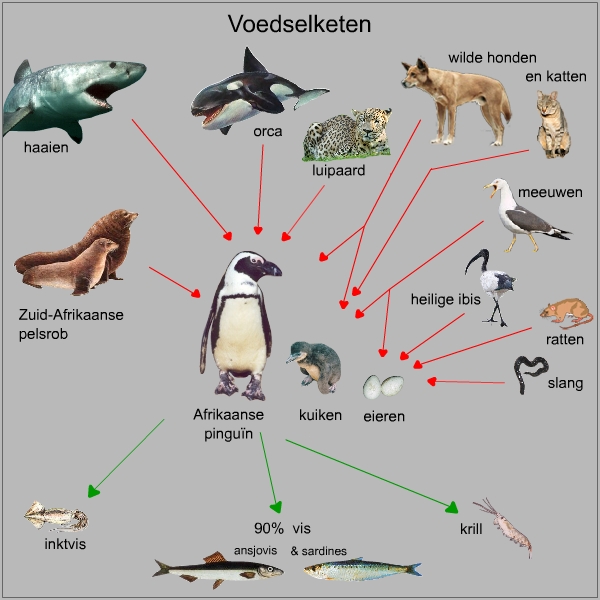 Voedselketen
wilde honden
en katten
haaien
orca
luipaard
meeuwen
heilige ibis
Zuid-Afrikaanse
pelsrob
ratten
slang
Afrikaanse
pinguïn
kuiken
eieren
inktvis
90% vis
ansjovis & sardines
krill